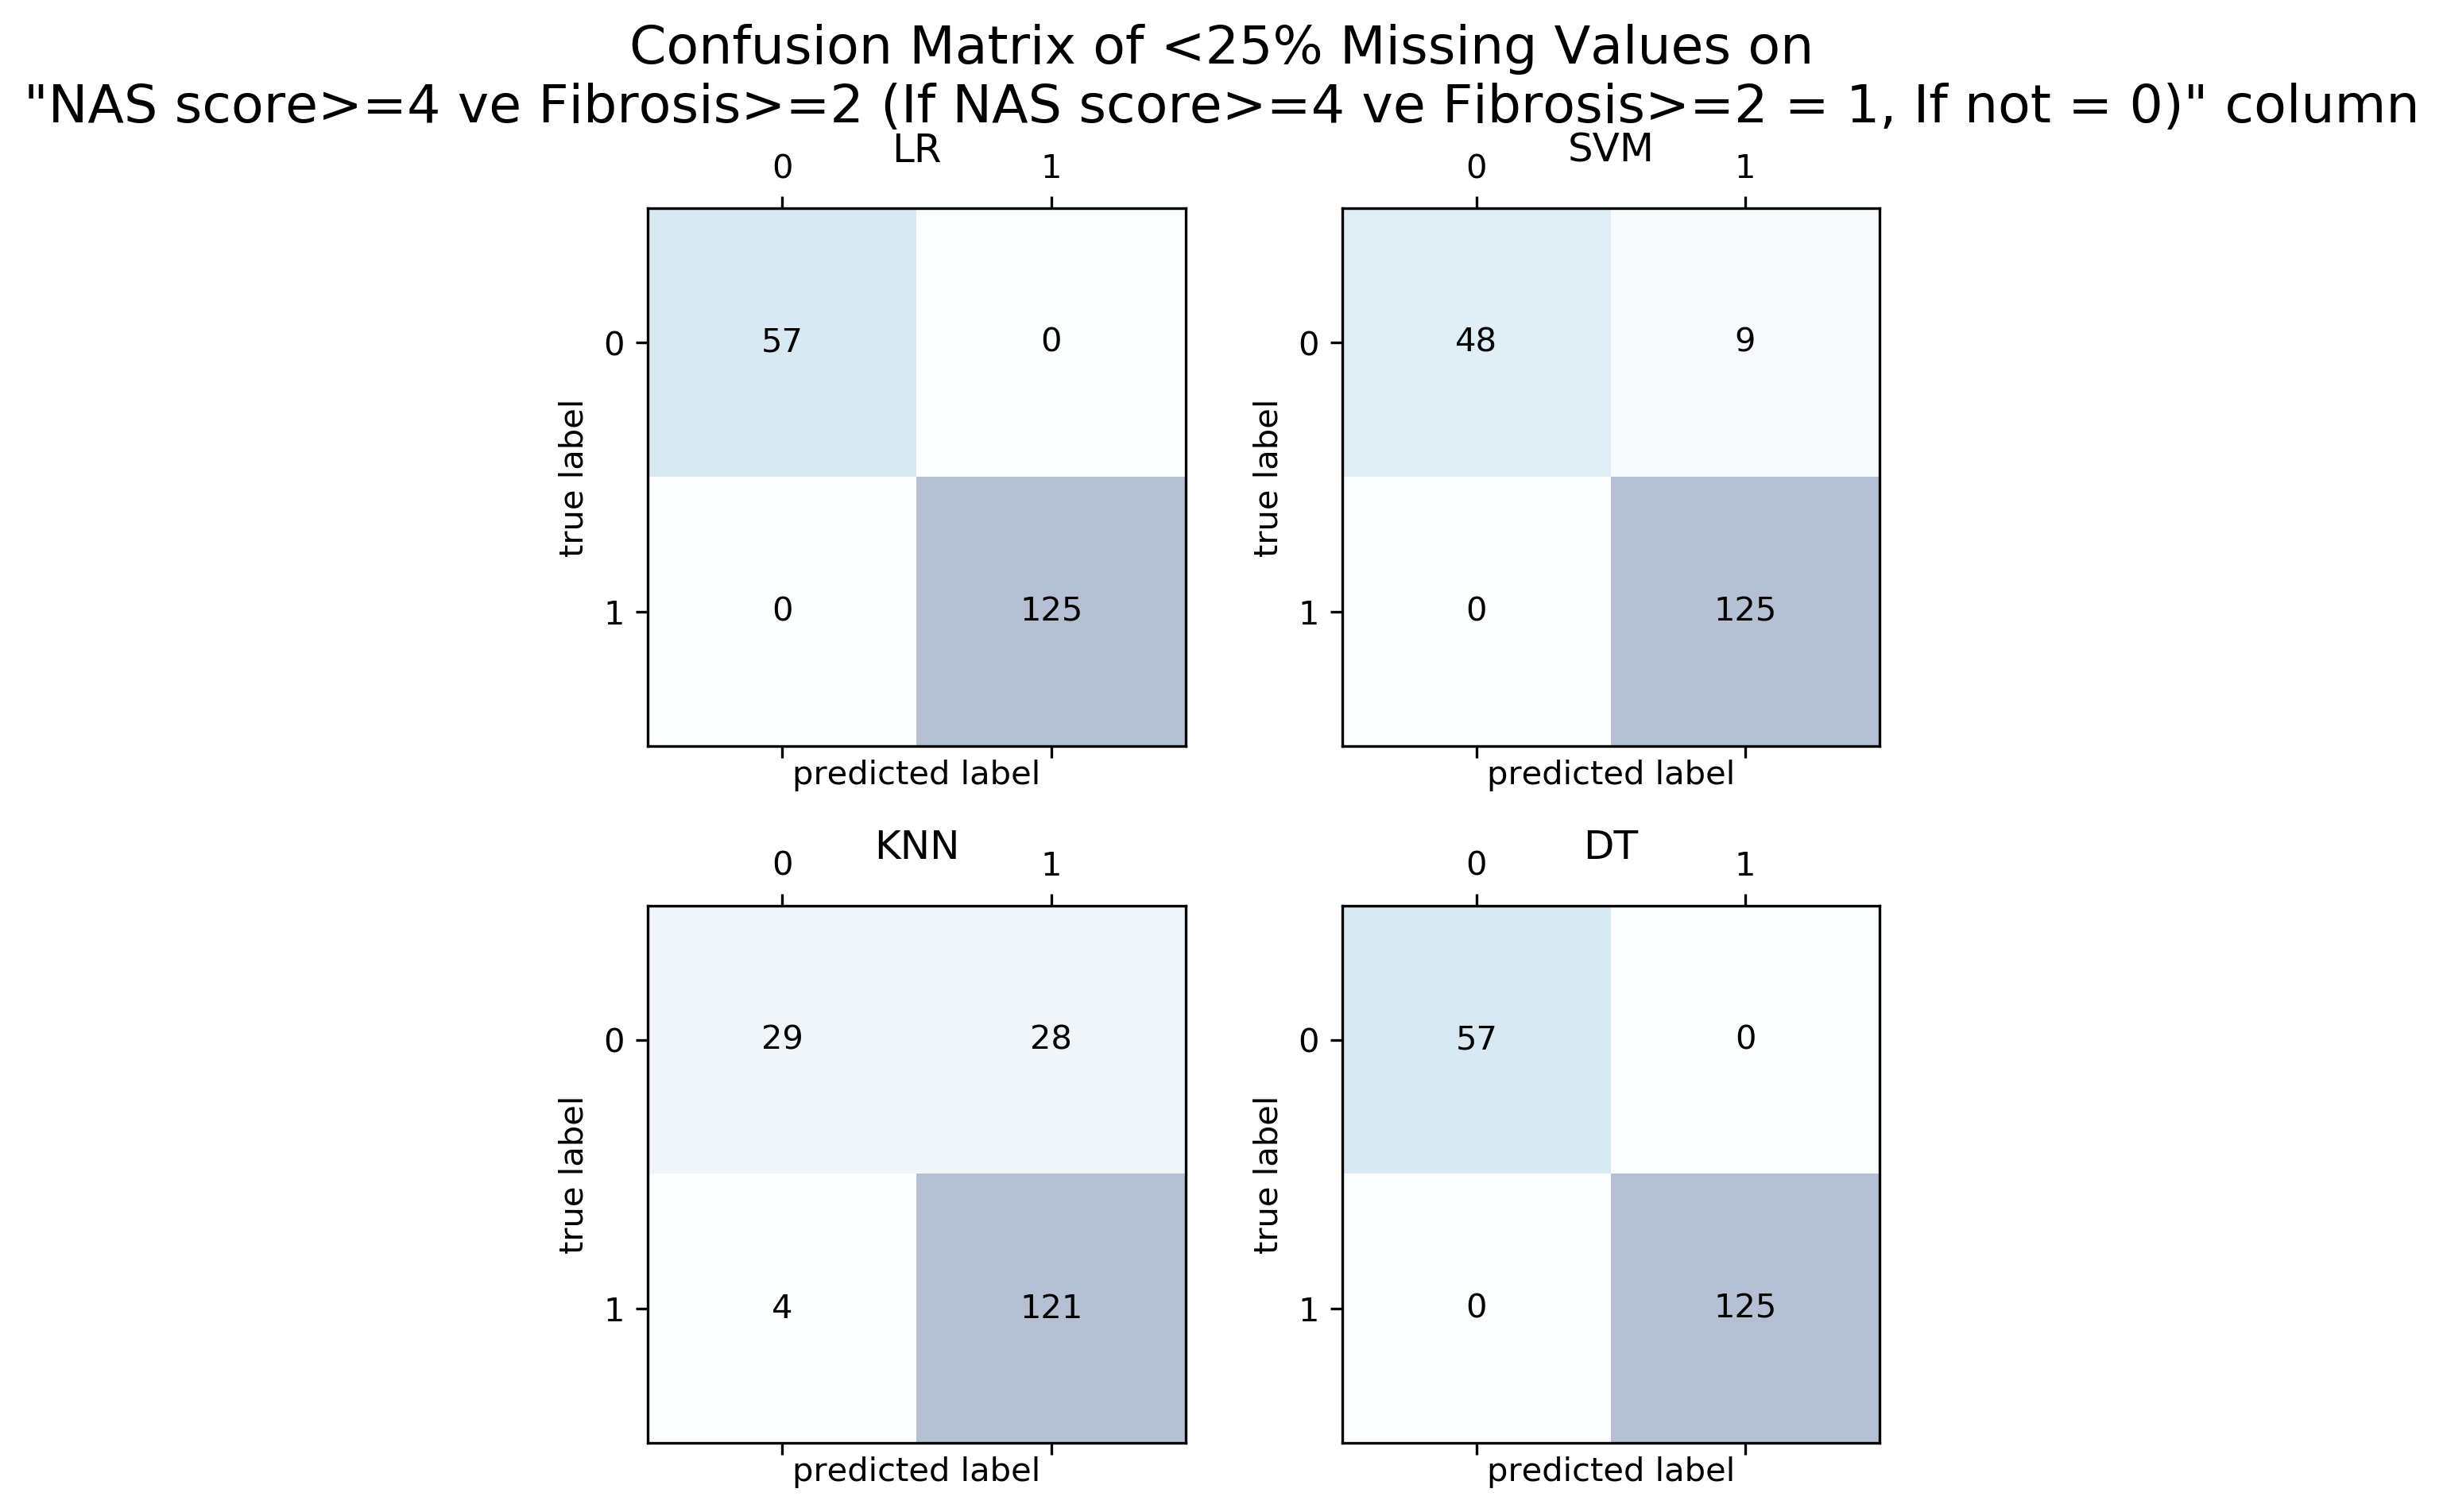 Confusion Matrix of <25% Missing Values on
"NAS score>=4 ve Fibrosis>=2 (If NAS score>=4 ve Fibrosis>=2 = 1, If not = 0)" column
LR
0 1
0 57 0
true label
1 0 125
predicted label
SVM
0 1
0 48 9
true label
1 0 125
predicted label
KNN
0 1
0 29 28
true label
1 4 121
predicted label
DT
0 1
0 57 0
true label
1 0 125
predicted label